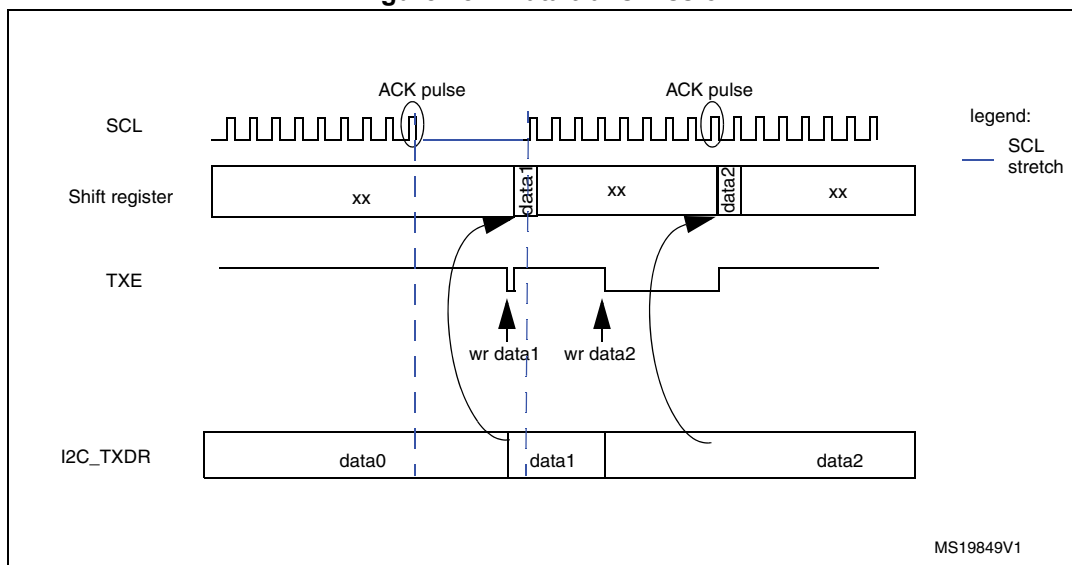 ACK pulse
ACK pulse
SCL
legend:
SCL
stretch
Shift register
xx
data1
xx
data2
xx
TXE
wr data1
wr data2
I2C_TXDR
data0
data1
data2
MS19849V1